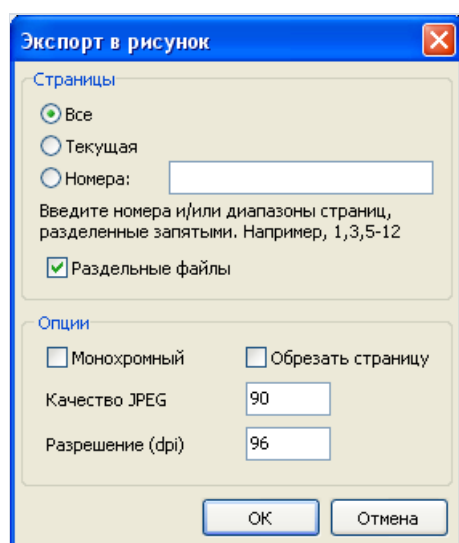 Экспорт в рисунок
Страницы
Все
Текущая
Номера:
Введите номера и/или диапазоны страниц,
разделенные запятыми. Например, 1,3,5-12
Раздельные файлы
Опции
Монохромный Обрезать страницу
Качество JPEG 90
Разрешение (dpi) 96
OK Отмена